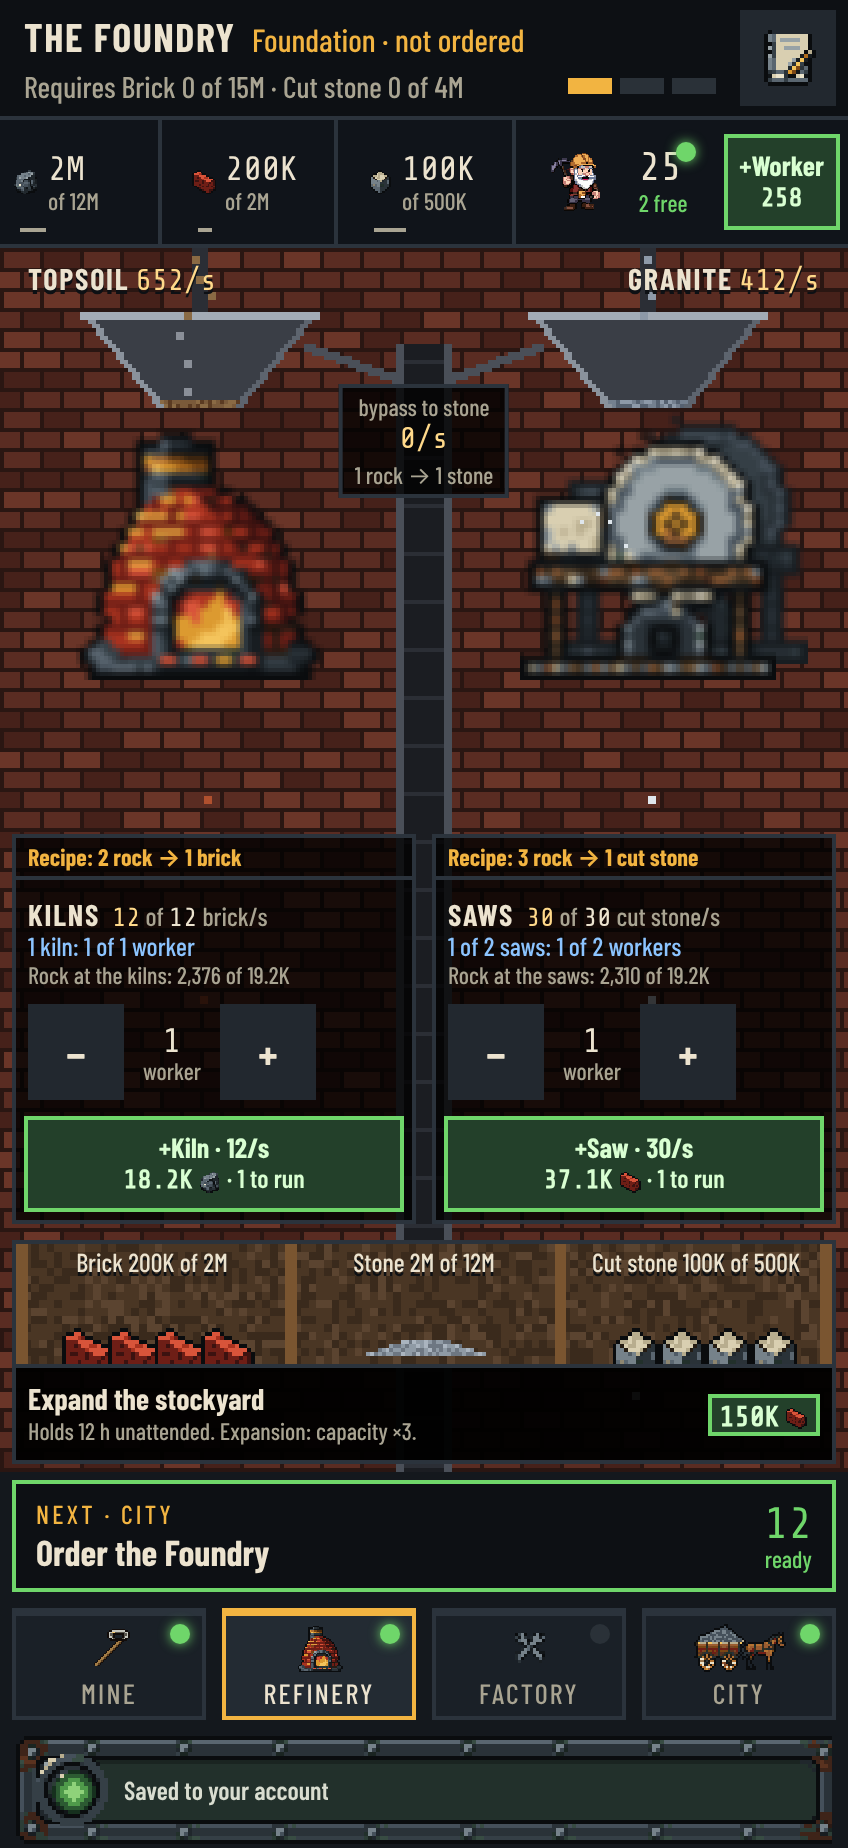 THE FOUNDRY Foundation · not ordered
Requires Brick 0 of 15M · Cut stone 0 of 4M
2M
of 12M
200K
of 2M
100K
of 500K
25
2 free
+Worker
258
TOPSOIL 652/s
GRANITE 412/s
bypass to stone
0/s
1 rock → 1 stone
Recipe: 2 rock → 1 brick
KILNS 12 of 12 brick/s
1 kiln: 1 of 1 worker
Rock at the kilns: 2,376 of 19.2K
−
1
worker
+
+Kiln · 12/s
18.2K · 1 to run
Recipe: 3 rock → 1 cut stone
SAWS 30 of 30 cut stone/s
1 of 2 saws: 1 of 2 workers
Rock at the saws: 2,310 of 19.2K
−
1
worker
+
+Saw · 30/s
37.1K · 1 to run
Brick 200K of 2M
Stone 2M of 12M
Cut stone 100K of 500K
Expand the stockyard
Holds 12 h unattended. Expansion: capacity ×3.
150K
NEXT · CITY
Order the Foundry
12
ready
MINE
REFINERY
FACTORY
CITY
Saved to your account